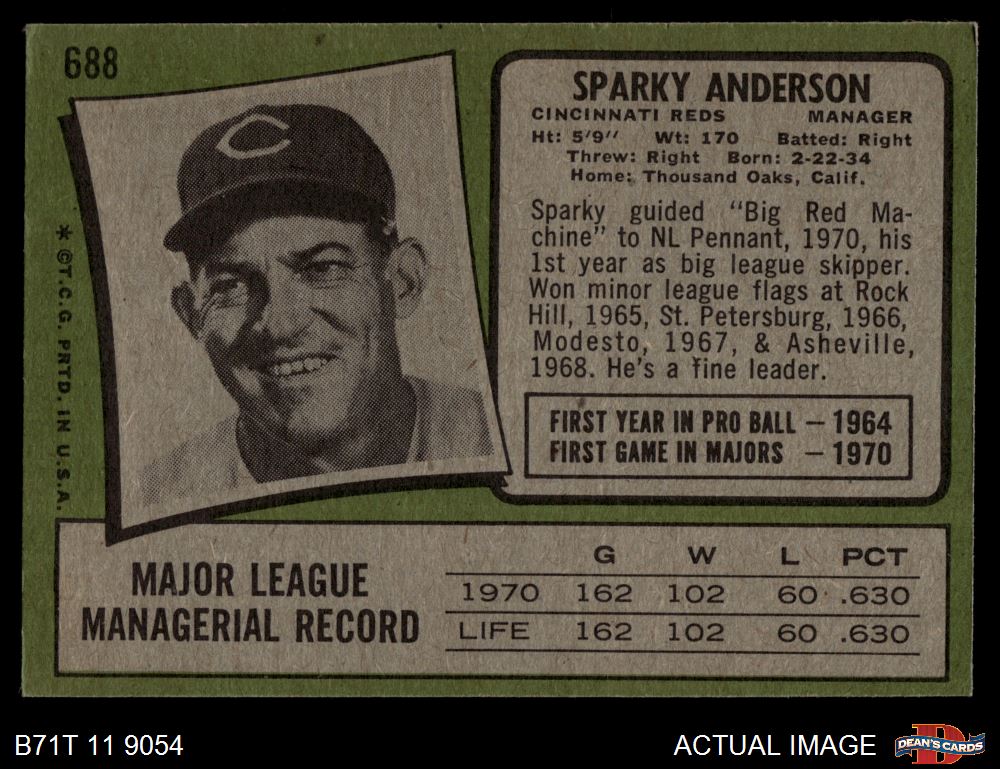 688
SPARKY ANDERSON
CINCINNATI REDS MANAGER
Ht: 5'9" Wt: 170 Batted: Right
Threw: Right Born: 2-22-34
Home: Thousand Oaks, Calif.
Sparky guided "Big Red Ma-
chine" to NL Pennant, 1970, his
1st year as big league skipper.
Won minor league flags at Rock
Hill, 1965, St. Petersburg, 1966,
Modesto, 1967, & Asheville,
1968. He's a fine leader.
FIRST YEAR IN PRO BALL – 1964
FIRST GAME IN MAJORS – 1970
* ©T.C.G. PRTD. IN U.S.A.
C
MAJOR LEAGUE
MANAGERIAL RECORD
G W L PCT
1970 162 102 60 .630
LIFE 162 102 60 .630
B71T 11 9054
ACTUAL IMAGE
D
DEAN'S CARDS